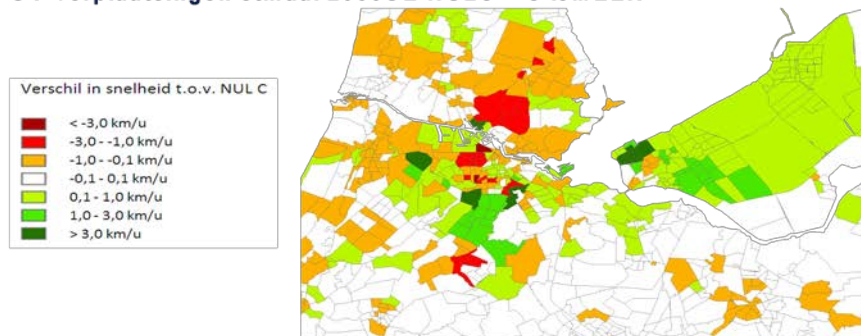 Verschil in snelheid t.o.v. NUL C
< -3,0 km/u
-3,0 - -1,0 km/u
-1,0 - -0,1 km/u
-0,1 - 0,1 km/u
0,1 - 1,0 km/u
1,0 - 3,0 km/u
> 3,0 km/u